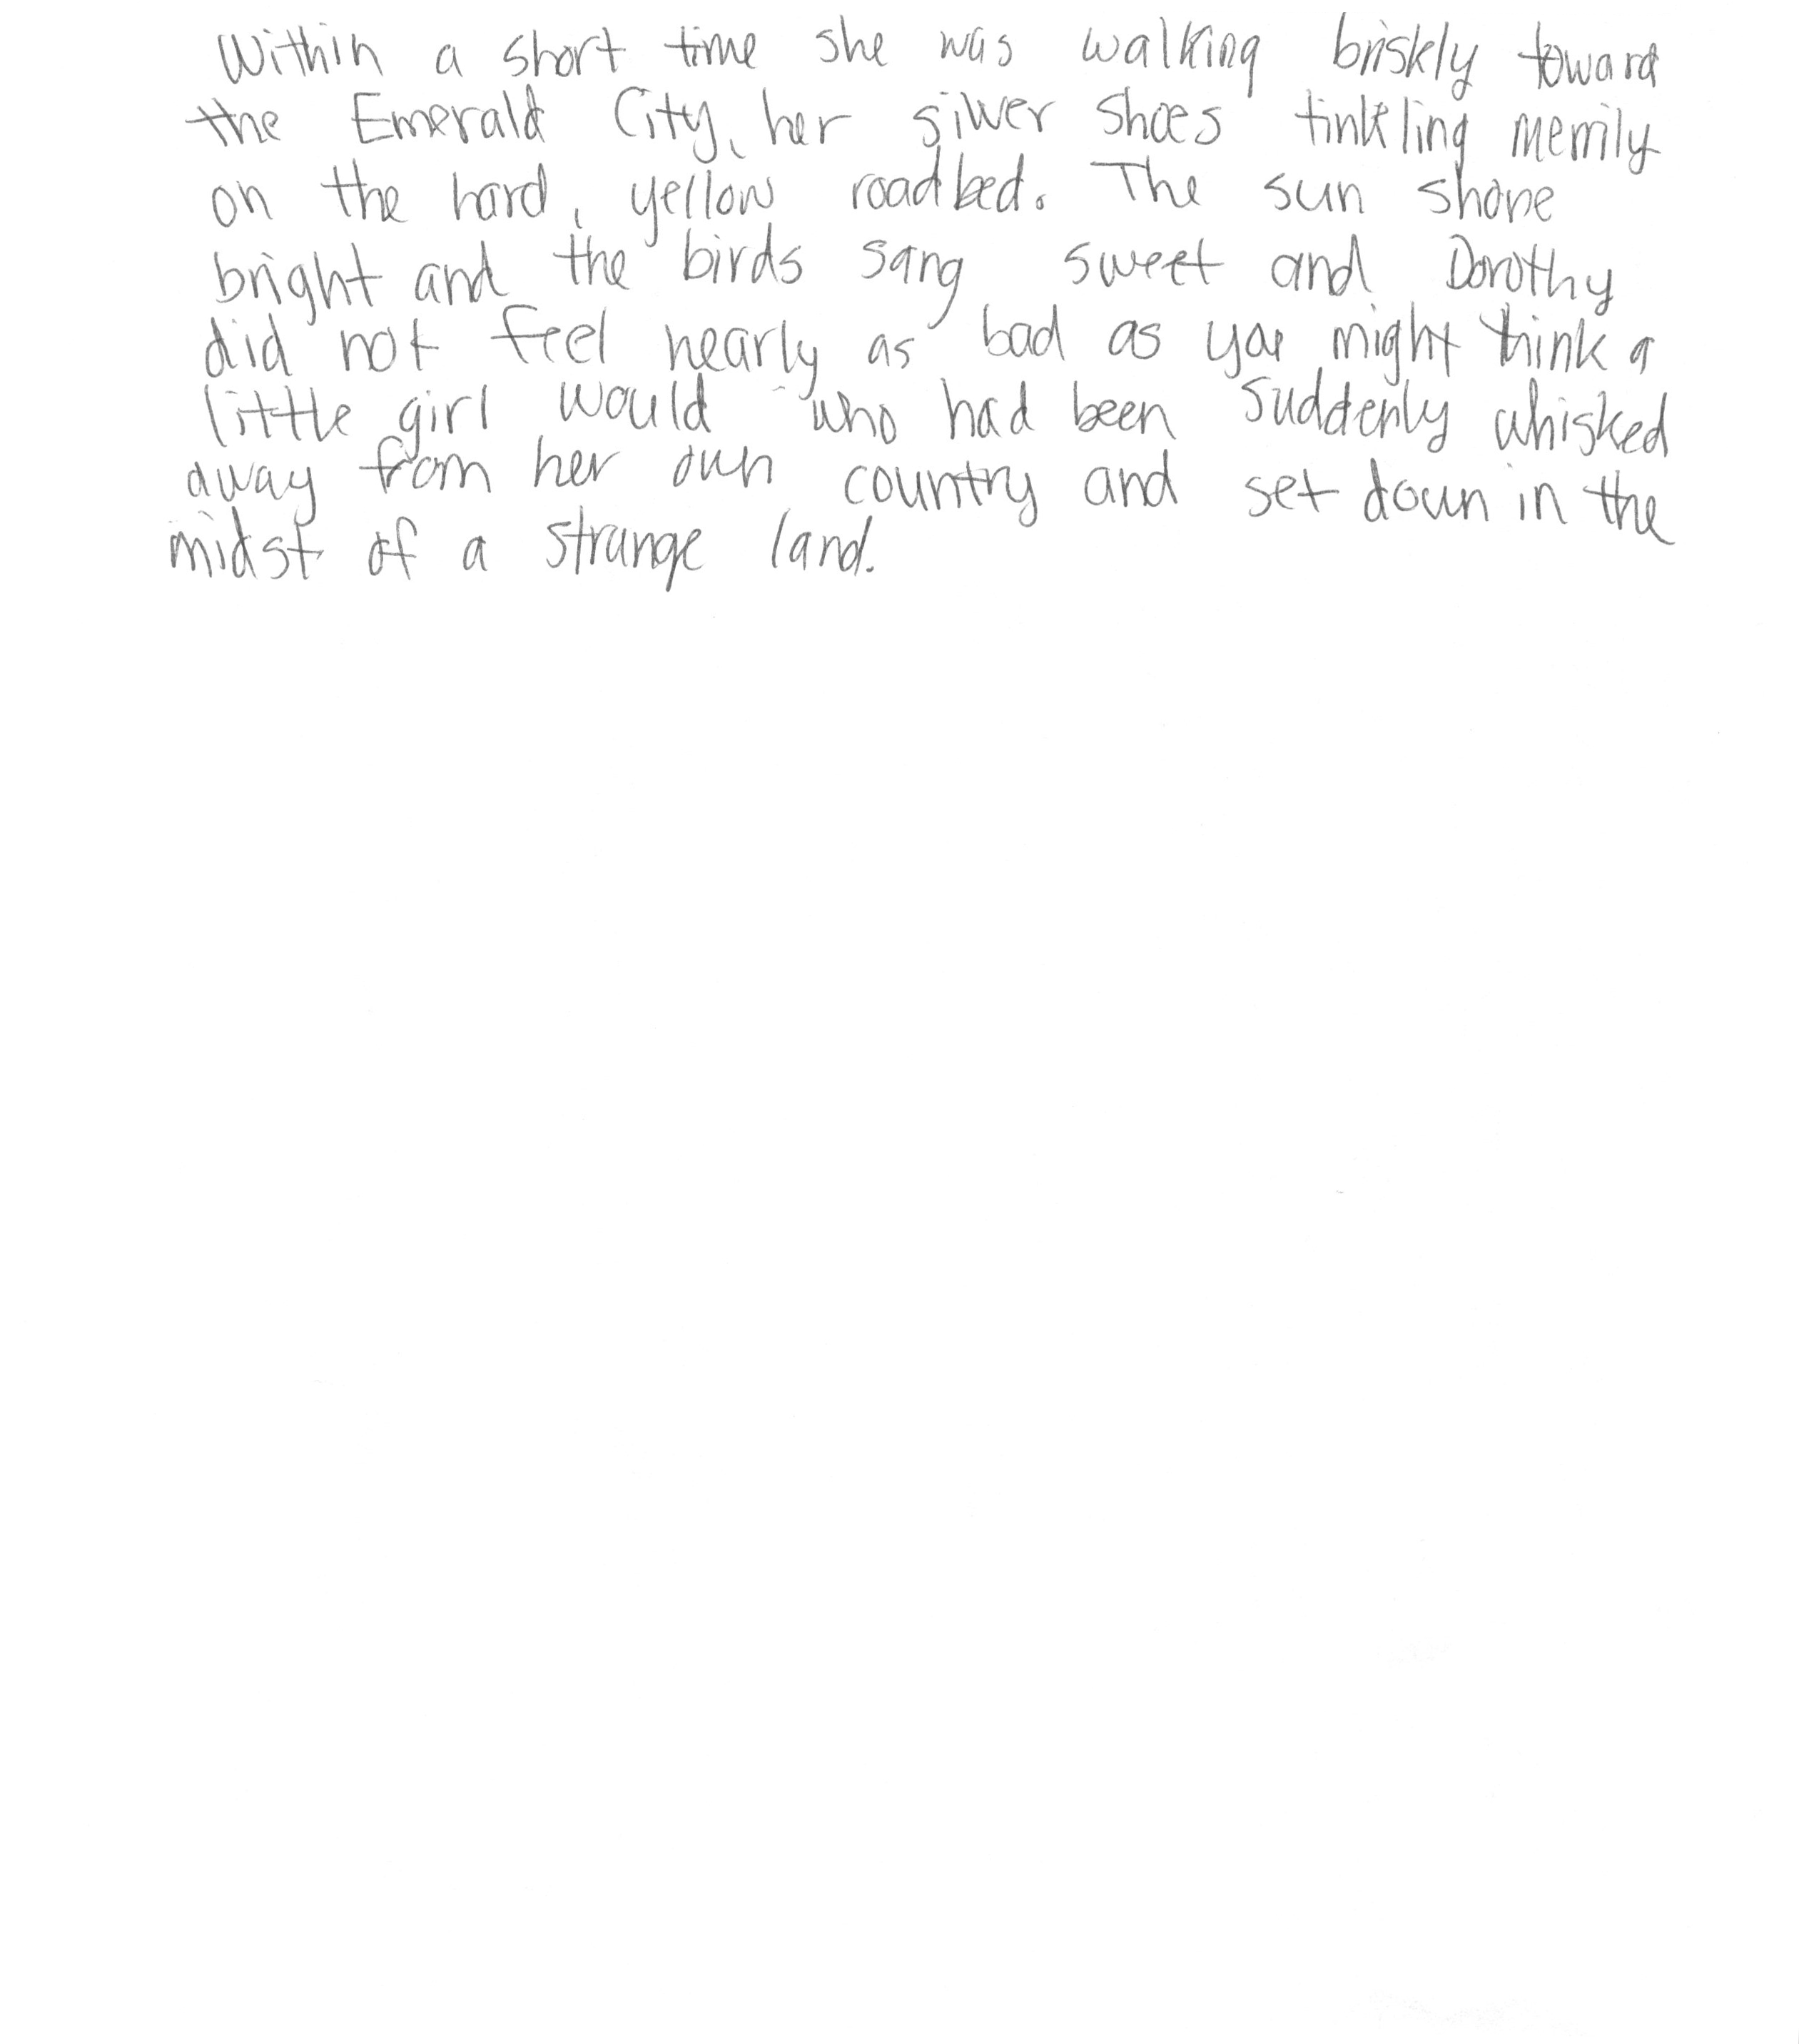 Within a short time she was walking briskly toward
the Emerald City, her silver shoes tinkling merrily
on the hard, yellow roadbed. The sun shone
bright and the birds sang sweet and Dorothy
did not feel nearly as bad as you might think a
little girl would who had been suddenly whisked
away from her own country and set down in the
midst of a strange land.